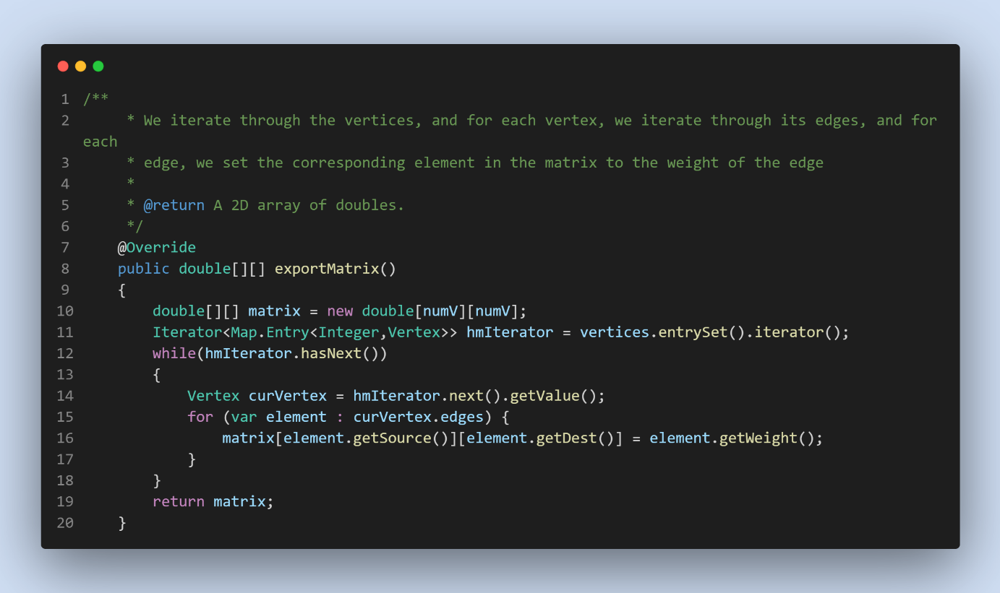 1 /**
2      * We iterate through the vertices, and for each vertex, we iterate through its edges, and for
each
3      * edge, we set the corresponding element in the matrix to the weight of the edge
4      *
5      * @return A 2D array of doubles.
6      */
7     @Override
8     public double[][] exportMatrix()
9     {
10         double[][] matrix = new double[numV][numV];
11         Iterator<Map.Entry<Integer,Vertex>> hmIterator = vertices.entrySet().iterator();
12         while(hmIterator.hasNext())
13         {
14             Vertex curVertex = hmIterator.next().getValue();
15             for (var element : curVertex.edges) {
16                 matrix[element.getSource()][element.getDest()] = element.getWeight();
17             }
18         }
19         return matrix;
20     }